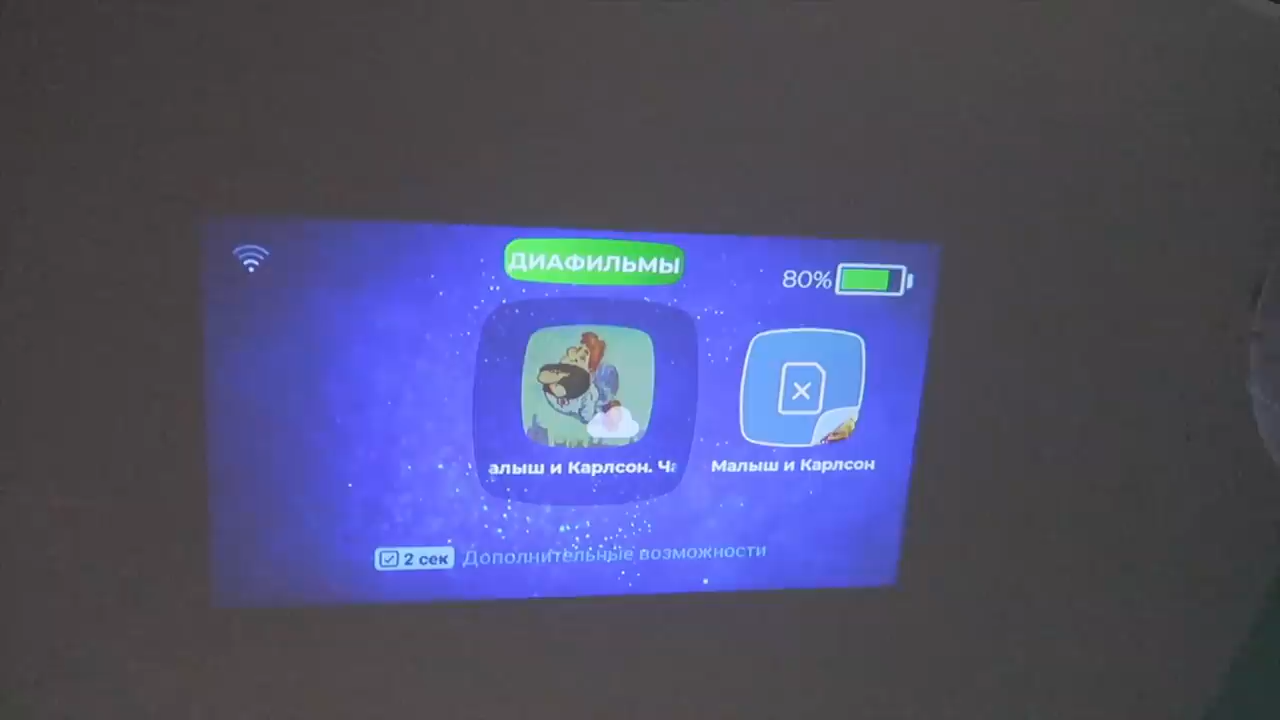 ДИАФИЛЬМЫ
80%
алыш и Карлсон. Ча
Малыш и Карлсон
2 сек Дополнительные возможности